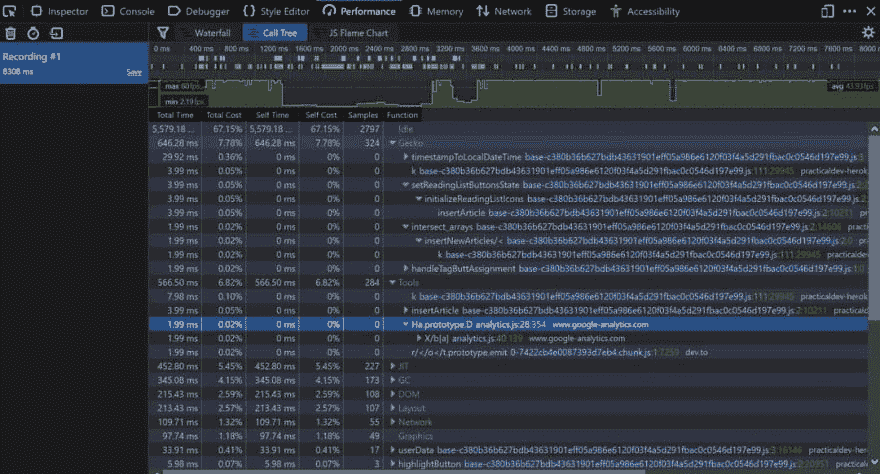 Inspector Console Debugger Style Editor Performance Memory Network Storage Accessibility
Waterfall Call Tree JS Flame Chart
Recording #1
8308 ms Save
0 ms 400 ms 800 ms 1200 ms 1600 ms 2000 ms 2400 ms 2800 ms 3200 ms 3600 ms 4000 ms 4400 ms 4800 ms 5200 ms 5600 ms 6000 ms 6400 ms 6800 ms 7200 ms 7600 ms 8000
max 60fps
avg 43.93fps
min 2.19fps
Total Time Total Cost Self Time Self Cost Samples Function
5,579.18 ... 67.15% 5,579.18 ... 67.15% 2797 Idle
646.28 ms 7.78% 646.28 ms 7.78% 324 Gecko
29.92 ms 0.36% 0 ms 0% 0 timestampToLocalDateTime base-c380b36b627bdb43631901eff05a986e6120f03f4a5d291fbac0c0546d197e99.js:3
3.99 ms 0.05% 0 ms 0% 0 k base-c380b36b627bdb43631901eff05a986e6120f03f4a5d291fbac0c0546d197e99.js:111:29945 practicaldev-herok
3.99 ms 0.05% 0 ms 0% 0 setReadingListButtonsState base-c380b36b627bdb43631901eff05a986e6120f03f4a5d291fbac0c0546d197e99.js:2:2
3.99 ms 0.05% 0 ms 0% 0 initializeReadingListIcons base-c380b36b627bdb43631901eff05a986e6120f03f4a5d291fbac0c0546d197e99.js:
3.99 ms 0.05% 0 ms 0% 0 insertArticle base-c380b36b627bdb43631901eff05a986e6120f03f4a5d291fbac0c0546d197e99.js:2:10211
1.99 ms 0.02% 0 ms 0% 0 intersect_arrays base-c380b36b627bdb43631901eff05a986e6120f03f4a5d291fbac0c0546d197e99.js:2:14606
1.99 ms 0.02% 0 ms 0% 0 insertNewArticles/< base-c380b36b627bdb43631901eff05a986e6120f03f4a5d291fbac0c0546d197e99.js:2:0
1.99 ms 0.02% 0 ms 0% 0 k base-c380b36b627bdb43631901eff05a986e6120f03f4a5d291fbac0c0546d197e99.js:111:29945
1.99 ms 0.02% 0 ms 0% 0 handleTagButtAssignment base-c380b36b627bdb43631901eff05a986e6120f03f4a5d291fbac0c0546d197e99.js:1:0
566.50 ms 6.82% 566.50 ms 6.82% 284 Tools
7.98 ms 0.10% 0 ms 0% 0 k base-c380b36b627bdb43631901eff05a986e6120f03f4a5d291fbac0c0546d197e99.js:111:29945 practicaldev-herok
3.99 ms 0.05% 0 ms 0% 0 insertArticle base-c380b36b627bdb43631901eff05a986e6120f03f4a5d291fbac0c0546d197e99.js:2:10211 practic
1.99 ms 0.02% 0 ms 0% 0 Ha.prototype.D analytics.js:28:354 www.google-analytics.com
1.99 ms 0.02% 0 ms 0% 0 X/b[a] analytics.js:40:139 www.google-analytics.com
1.99 ms 0.02% 0 ms 0% 0 r/</o</t.prototype.emit 0-7422cb4e0087393d7eb4.chunk.js:1:7259 dev.to
452.80 ms 5.45% 452.80 ms 5.45% 227 JIT
345.08 ms 4.15% 345.08 ms 4.15% 173 GC
215.43 ms 2.59% 215.43 ms 2.59% 108 DOM
213.43 ms 2.57% 213.43 ms 2.57% 107 Layout
109.71 ms 1.32% 109.71 ms 1.32% 55 Network
97.74 ms 1.18% 97.74 ms 1.18% 49 Graphics
33.91 ms 0.41% 33.91 ms 0.41% 17 userData base-c380b36b627bdb43631901eff05a986e6120f03f4a5d291fbac0c0546d197e99.js:3:16146 practicaldev-
5.98 ms 0.07% 5.98 ms 0.07% 3 highlightButton base-c380b36b627bdb43631901eff05a986e6120f03f4a5d291fbac0c0546d197e99.js:2:20951